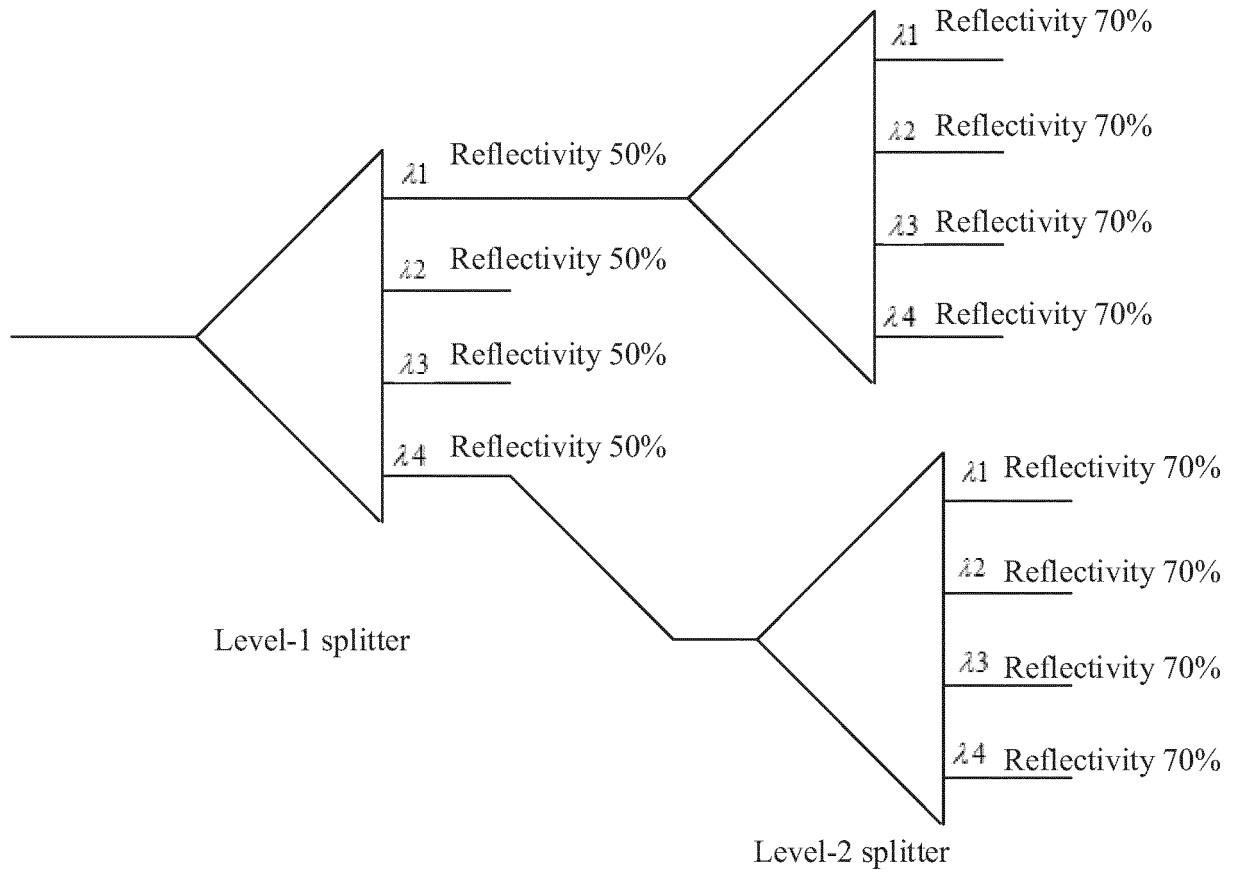 λ1 Reflectivity 70%
λ2 Reflectivity 70%
λ3 Reflectivity 70%
λ4 Reflectivity 70%
λ1 Reflectivity 50%
λ2 Reflectivity 50%
λ3 Reflectivity 50%
λ4 Reflectivity 50%
λ1 Reflectivity 70%
λ2 Reflectivity 70%
λ3 Reflectivity 70%
λ4 Reflectivity 70%
Level-1 splitter
Level-2 splitter